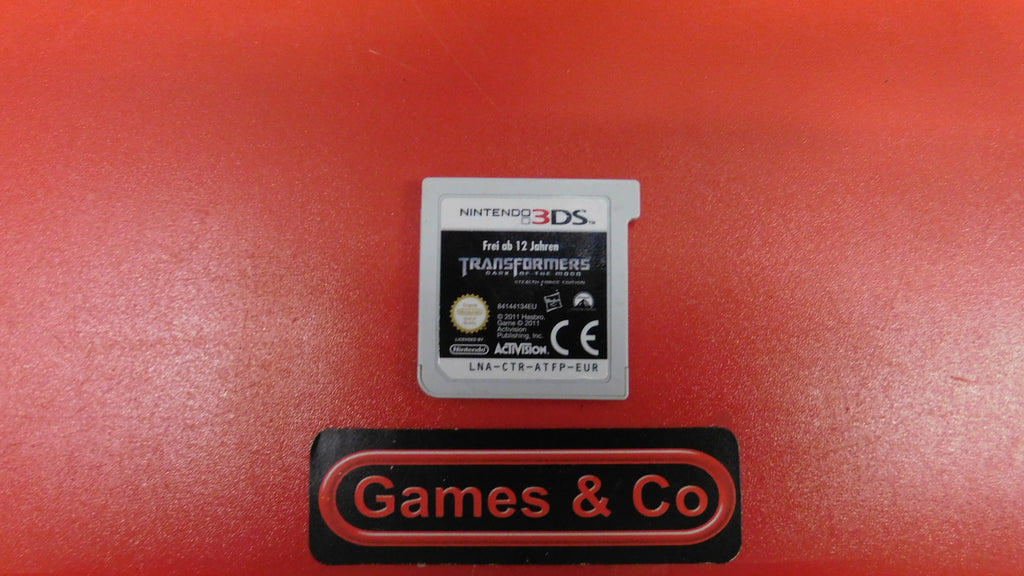 NINTENDO 3DS™
Frei ab 12 Jahren
TRANSFORMERS
DARK OF THE MOON
STEALTH FORCE EDITION
84144134EU
© 2011 Hasbro.
Game © 2011
Activision
Publishing, Inc.
LICENSED BY
Nintendo
ACTIVISION.
CE
LNA-CTR-ATFP-EUR
Games & Co